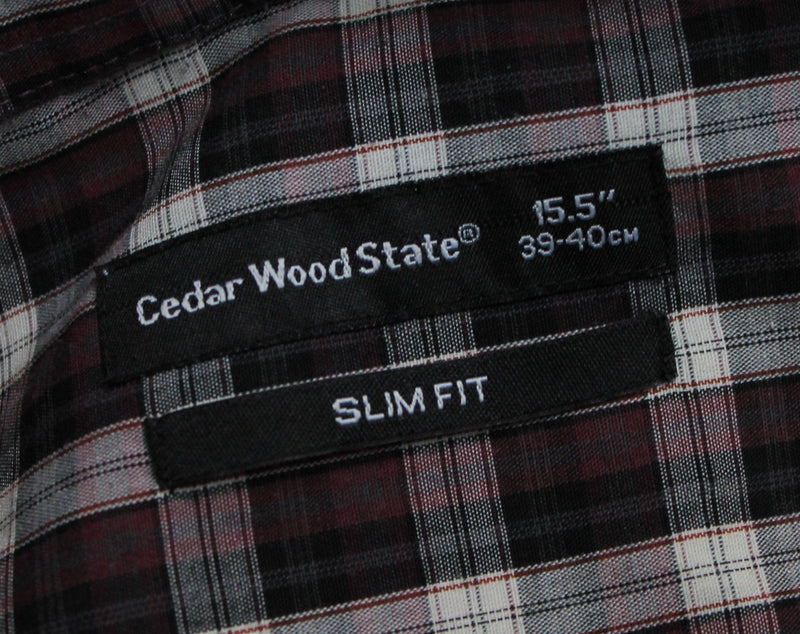 Cedar Wood State®
15.5"
39-40CM
SLIM FIT